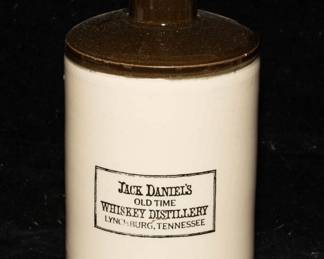 JACK DANIEL'S
OLD TIME
WHISKEY DISTILLERY
LYNCHBURG, TENNESSEE